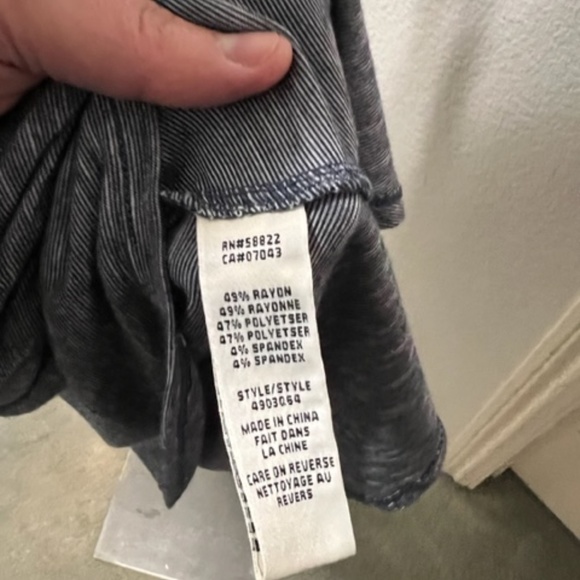 RN#58822
CA#07043
49% RAYON
49% RAYONNE
47% POLYETSER
47% POLYETSER
4% SPANDEX
4% SPANDEX
STYLE/STYLE
4903064
MADE IN CHINA
FAIT DANS
LA CHINE
CARE ON REVERSE
NETTOYAGE AU
REVERS